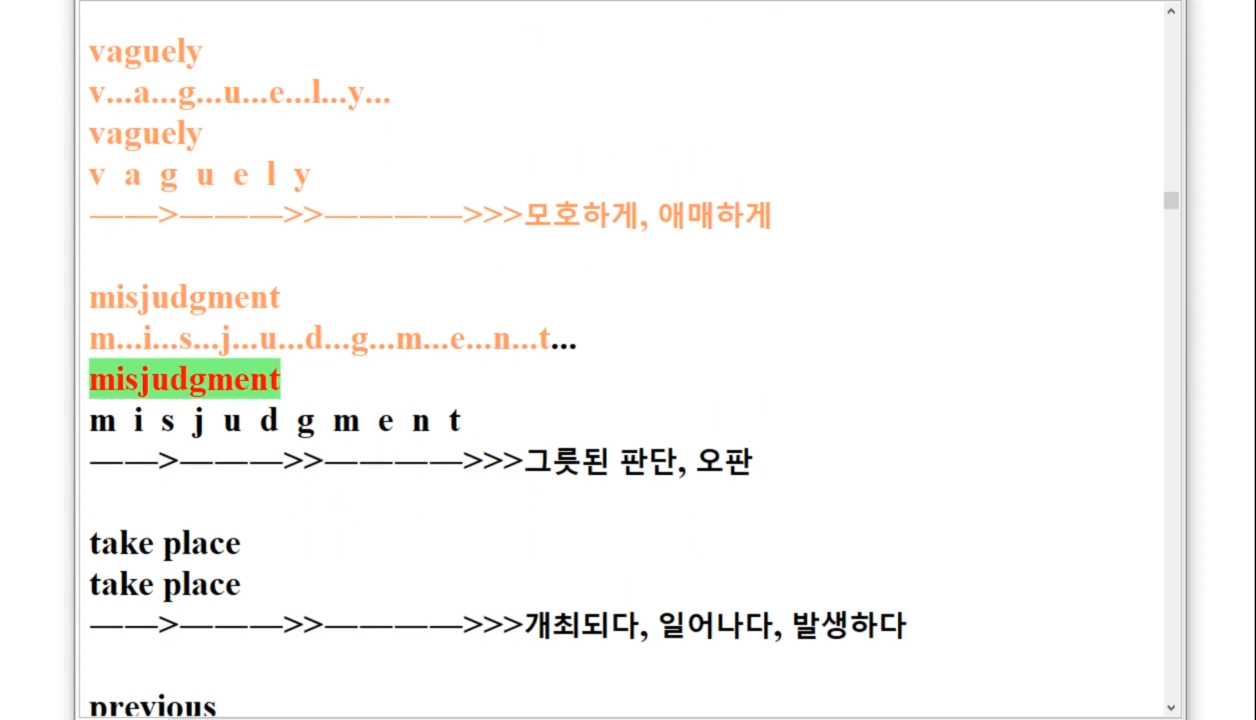 vaguely
v...a...g...u...e...l...y...
vaguely
v a g u e l y
——>———>>————>>>모호하게, 애매하게
misjudgment
m...i...s...j...u...d...g...m...e...n...t...
misjudgment
m i s j u d g m e n t
——>———>>————>>>그릇된 판단, 오판
take place
take place
——>———>>————>>>개최되다, 일어나다, 발생하다
previous